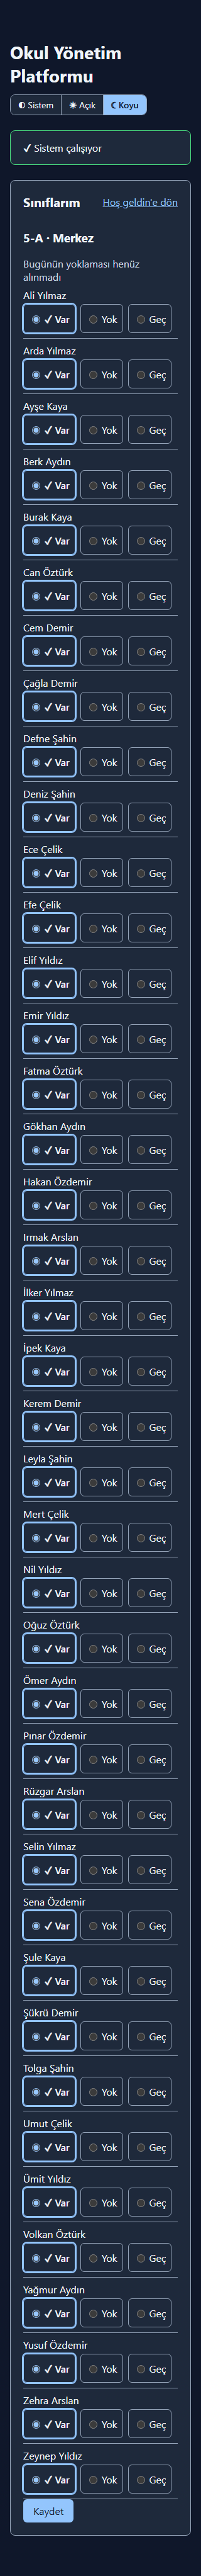 Okul Yönetim
Platformu
◐ Sistem ☀ Açık ☾ Koyu
✓ Sistem çalışıyor
Sınıflarım Hoş geldin'e dön
5-A · Merkez
Bugünün yoklaması henüz
alınmadı
Ali Yılmaz
✓ Var Yok Geç
Arda Yılmaz
✓ Var Yok Geç
Ayşe Kaya
✓ Var Yok Geç
Berk Aydın
✓ Var Yok Geç
Burak Kaya
✓ Var Yok Geç
Can Öztürk
✓ Var Yok Geç
Cem Demir
✓ Var Yok Geç
Çağla Demir
✓ Var Yok Geç
Defne Şahin
✓ Var Yok Geç
Deniz Şahin
✓ Var Yok Geç
Ece Çelik
✓ Var Yok Geç
Efe Çelik
✓ Var Yok Geç
Elif Yıldız
✓ Var Yok Geç
Emir Yıldız
✓ Var Yok Geç
Fatma Öztürk
✓ Var Yok Geç
Gökhan Aydın
✓ Var Yok Geç
Hakan Özdemir
✓ Var Yok Geç
Irmak Arslan
✓ Var Yok Geç
İlker Yılmaz
✓ Var Yok Geç
İpek Kaya
✓ Var Yok Geç
Kerem Demir
✓ Var Yok Geç
Leyla Şahin
✓ Var Yok Geç
Mert Çelik
✓ Var Yok Geç
Nil Yıldız
✓ Var Yok Geç
Oğuz Öztürk
✓ Var Yok Geç
Ömer Aydın
✓ Var Yok Geç
Pınar Özdemir
✓ Var Yok Geç
Rüzgar Arslan
✓ Var Yok Geç
Selin Yılmaz
✓ Var Yok Geç
Sena Özdemir
✓ Var Yok Geç
Şule Kaya
✓ Var Yok Geç
Şükrü Demir
✓ Var Yok Geç
Tolga Şahin
✓ Var Yok Geç
Umut Çelik
✓ Var Yok Geç
Ümit Yıldız
✓ Var Yok Geç
Volkan Öztürk
✓ Var Yok Geç
Yağmur Aydın
✓ Var Yok Geç
Yusuf Özdemir
✓ Var Yok Geç
Zehra Arslan
✓ Var Yok Geç
Zeynep Yıldız
✓ Var Yok Geç
Kaydet